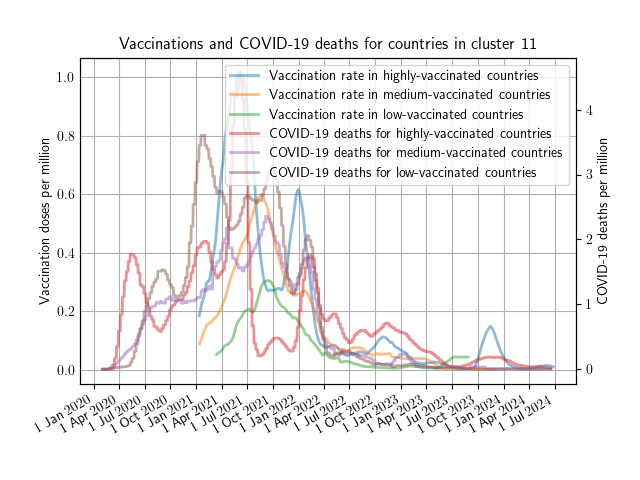 Vaccinations and COVID-19 deaths for countries in cluster 11
Vaccination rate in highly-vaccinated countries
Vaccination rate in medium-vaccinated countries
Vaccination rate in low-vaccinated countries
COVID-19 deaths for highly-vaccinated countries
COVID-19 deaths for medium-vaccinated countries
COVID-19 deaths for low-vaccinated countries
Vaccination doses per million
1.0
0.8
0.6
0.4
0.2
0.0
COVID-19 deaths per million
4
3
2
1
0
1 Jan 2020
1 Apr 2020
1 Jul 2020
1 Oct 2020
1 Jan 2021
1 Apr 2021
1 Jul 2021
1 Oct 2021
1 Jan 2022
1 Apr 2022
1 Jul 2022
1 Oct 2022
1 Jan 2023
1 Apr 2023
1 Jul 2023
1 Oct 2023
1 Jan 2024
1 Apr 2024
1 Jul 2024